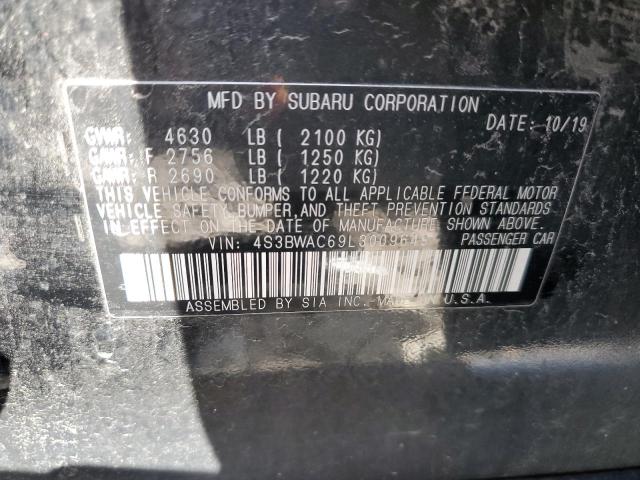 MFD BY SUBARU CORPORATION
DATE: 10/19
GVWR: 4630 LB ( 2100 KG)
GAWR: F 2756 LB ( 1250 KG)
GAWR: R 2690 LB ( 1220 KG)
THIS VEHICLE CONFORMS TO ALL APPLICABLE FEDERAL MOTOR
VEHICLE SAFETY, BUMPER, AND THEFT PREVENTION STANDARDS
IN EFFECT ON THE DATE OF MANUFACTURE SHOWN ABOVE.
VIN: PASSENGER CAR
ASSEMBLED BY SIA INC. U.S.A.